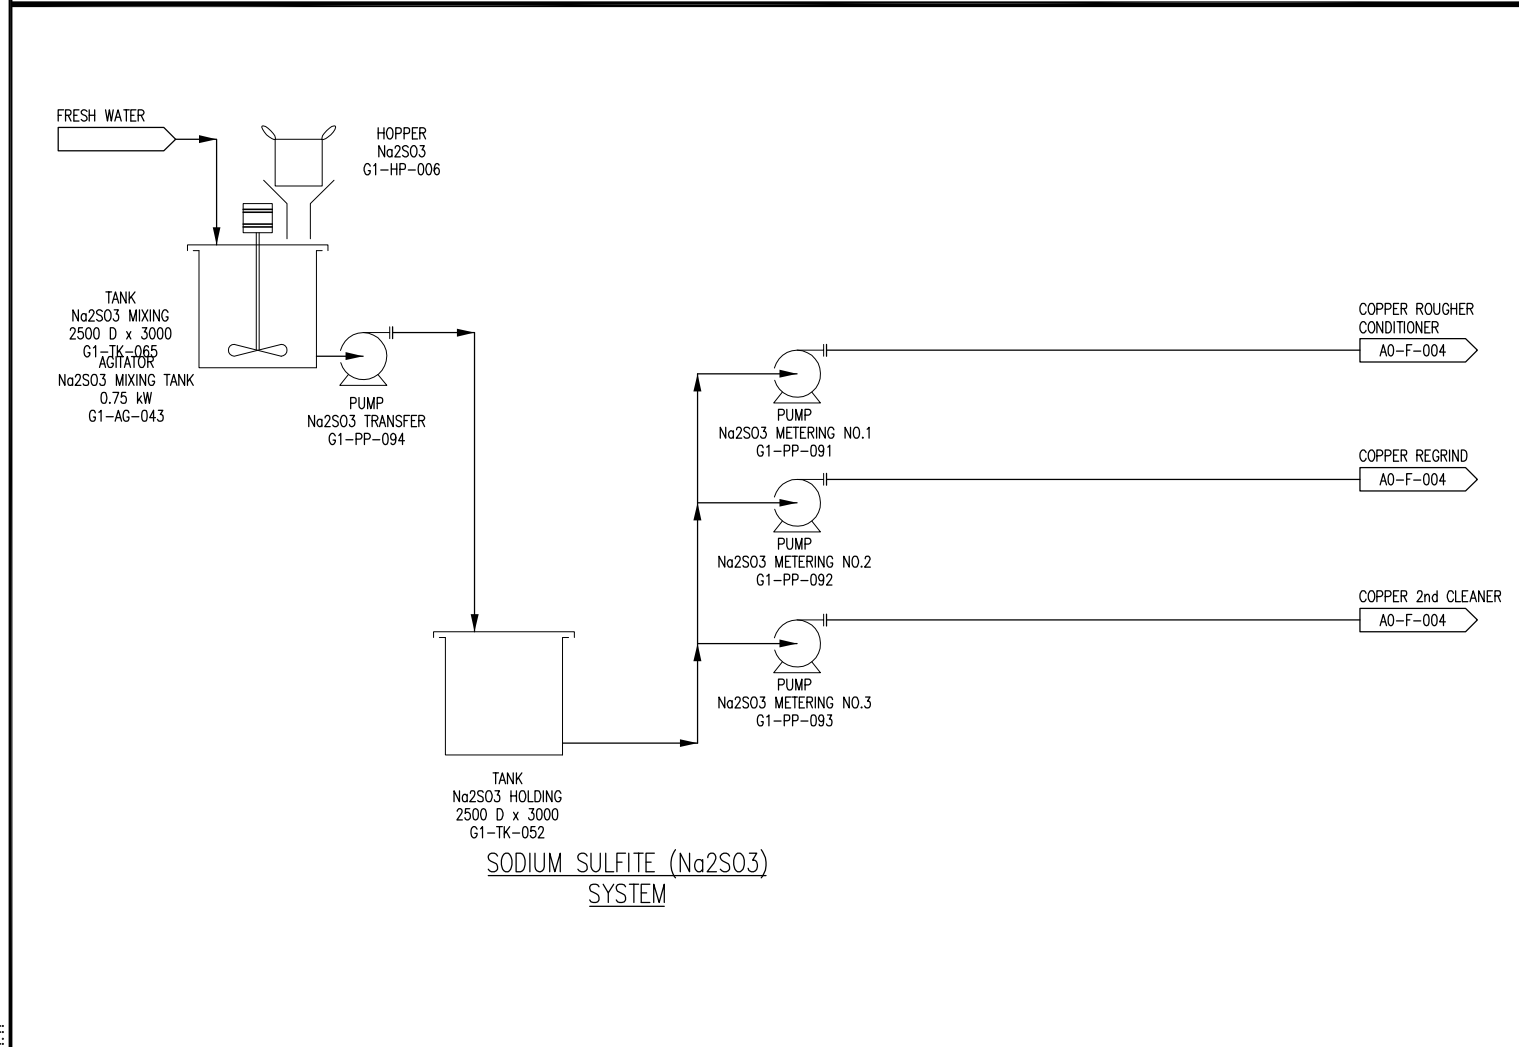 FRESH WATER
HOPPER
Na2SO3
G1-HP-006
TANK
Na2SO3 MIXING
2500 D x 3000
G1-TK-065
AGITATOR
Na2SO3 MIXING TANK
0.75 kW
G1-AG-043
PUMP
Na2SO3 TRANSFER
G1-PP-094
COPPER ROUGHER
CONDITIONER
A0-F-004
PUMP
Na2SO3 METERING NO.1
G1-PP-091
COPPER REGRIND
A0-F-004
PUMP
Na2SO3 METERING NO.2
G1-PP-092
COPPER 2nd CLEANER
A0-F-004
PUMP
Na2SO3 METERING NO.3
G1-PP-093
TANK
Na2SO3 HOLDING
2500 D x 3000
G1-TK-052
SODIUM SULFITE (Na2SO3)
SYSTEM